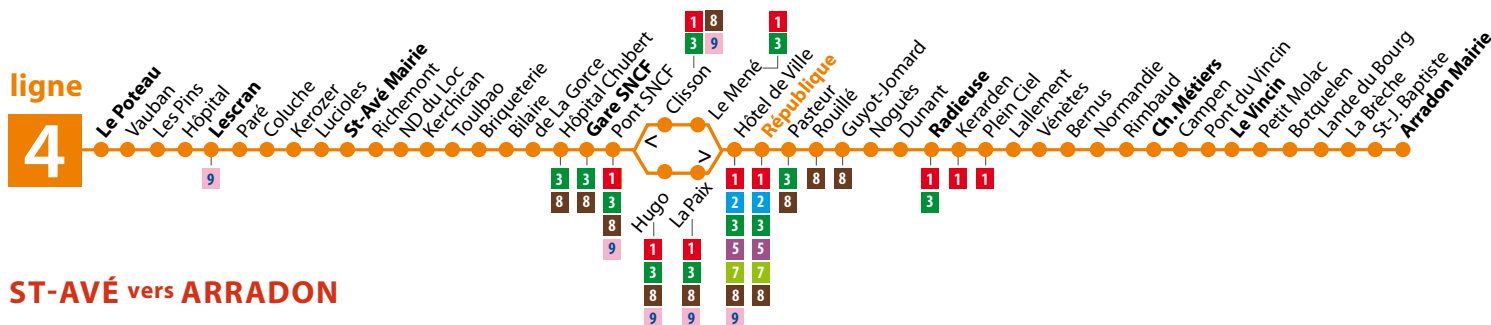 ligne
4
Le Poteau
Vauban
Les Pins
Hôpital
Lescran
9
Paré
Coluche
Kerozer
Lucioles
St-Avé Mairie
Richemont
ND du Loc
Kerchican
Toulbao
Briqueterie
Bilaire
de La Gorce
Hôpital Chubert
3
8
Gare SNCF
3
8
Pont SNCF
1
3
8
9
<
Clisson
1 8
3 9
Le Mené
1
3
>
Hugo
1
3
8
9
La Paix
1
3
8
9
Hôtel de Ville
1
2
3
5
7
8
9
République
1
2
3
5
7
8
Pasteur
3
8
Rouillé
8
Guyot-Jomard
8
Noguès
Dunant
Radieuse
1
3
Kerarden
1
Plein Ciel
1
Lallement
Vénètes
Bernus
Normandie
Rimbaud
Ch. Métiers
Campen
Pont du Vincin
Le Vincin
Petit Molac
Botquelen
Lande du Bourg
La Brèche
St-J. Baptiste
Arradon Mairie
ST-AVÉ vers ARRADON